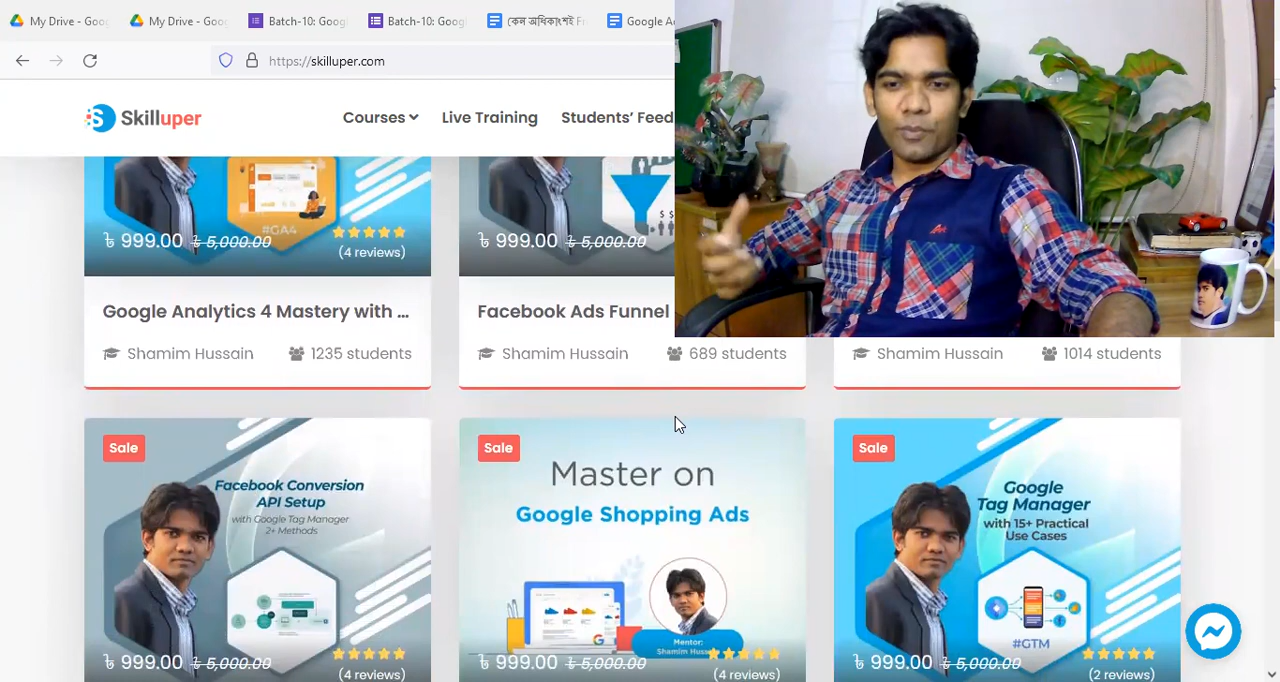 My Drive - Goo
My Drive - Goo
Batch-10: Goog
Batch-10: Goog
কেন অধিকাংশই Fr
Google A
https://skilluper.com
Skilluper
Courses
Live Training
Students' Feed
#GA4
৳ 999.00 ৳ 5,000.00
(4 reviews)
৳ 999.00 ৳ 5,000.00
Google Analytics 4 Mastery with ...
Facebook Ads Funnel
Shamim Hussain
1235 students
Shamim Hussain
689 students
Shamim Hussain
1014 students
Sale
Facebook Conversion
API Setup
with Google Tag Manager
2+ Methods
৳ 999.00 ৳ 5,000.00
(4 reviews)
Sale
Master on
Google Shopping Ads
Mentor:
Shamim
৳ 999.00 ৳ 5,000.00
(4 reviews)
Sale
Google
Tag Manager
with 15+ Practical
Use Cases
#GTM
৳ 999.00 ৳ 5,000.00
(2 reviews)